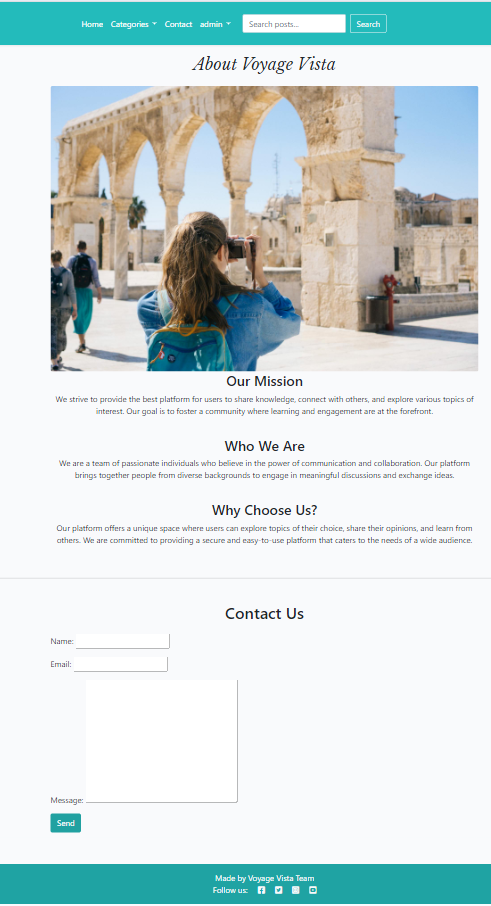 Home Categories Contact admin Search posts... Search
About Voyage Vista
Our Mission
We strive to provide the best platform for users to share knowledge, connect with others, and explore various topics of
interest. Our goal is to foster a community where learning and engagement are at the forefront.
Who We Are
We are a team of passionate individuals who believe in the power of communication and collaboration. Our platform
brings together people from diverse backgrounds to engage in meaningful discussions and exchange ideas.
Why Choose Us?
Our platform offers a unique space where users can explore topics of their choice, share their opinions, and learn from
others. We are committed to providing a secure and easy-to-use platform that caters to the needs of a wide audience.
Contact Us
Name:
Email:
Message:
Send
Made by Voyage Vista Team
Follow us: